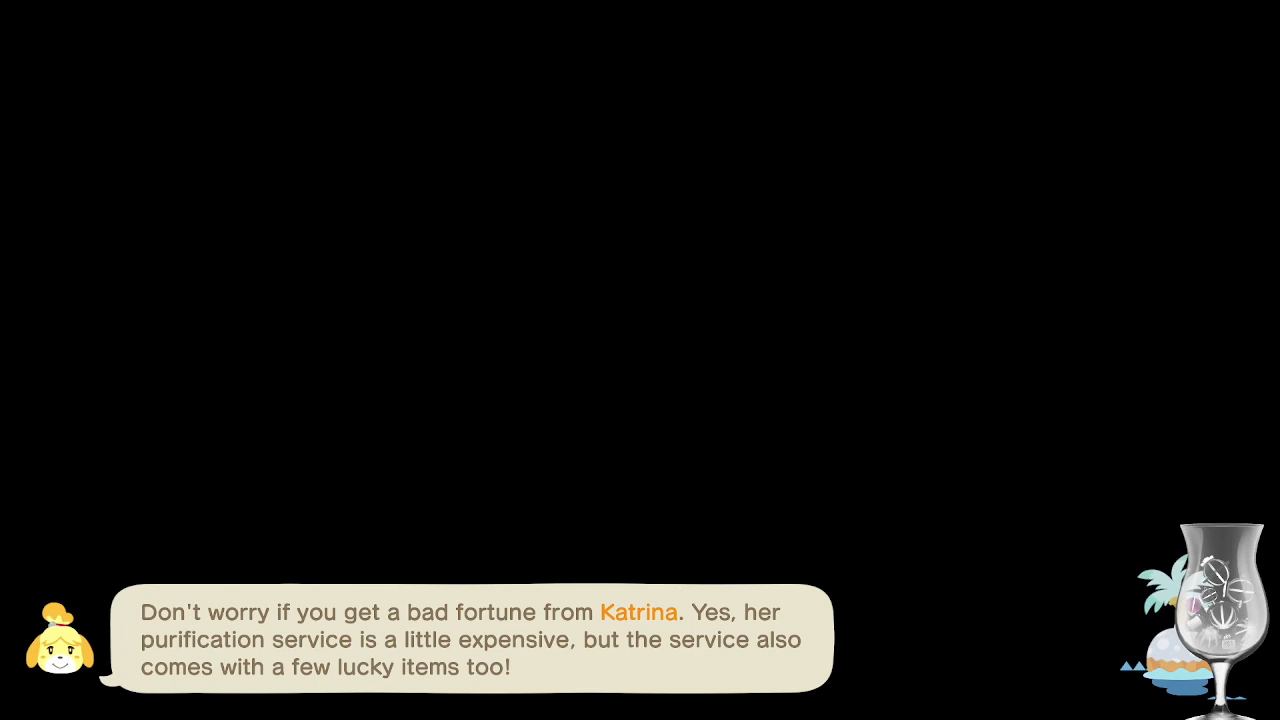 Don't worry if you get a bad fortune from Katrina. Yes, her
purification service is a little expensive, but the service also
comes with a few lucky items too!